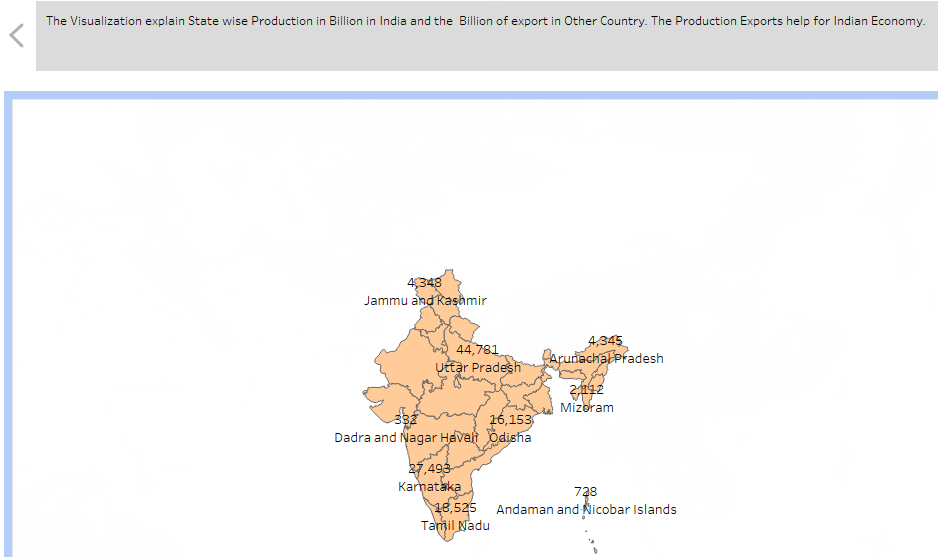 The Visualization explain State wise Production in Billion in India and the  Billion of export in Other Country. The Production Exports help for Indian Economy.
4,348
Jammu and Kashmir
4,345
Arunachal Pradesh
44,781
Uttar Pradesh
2,112
Mizoram
332
Dadra and Nagar Haveli
16,153
Odisha
27,493
Karnataka
728
Andaman and Nicobar Islands
18,525
Tamil Nadu